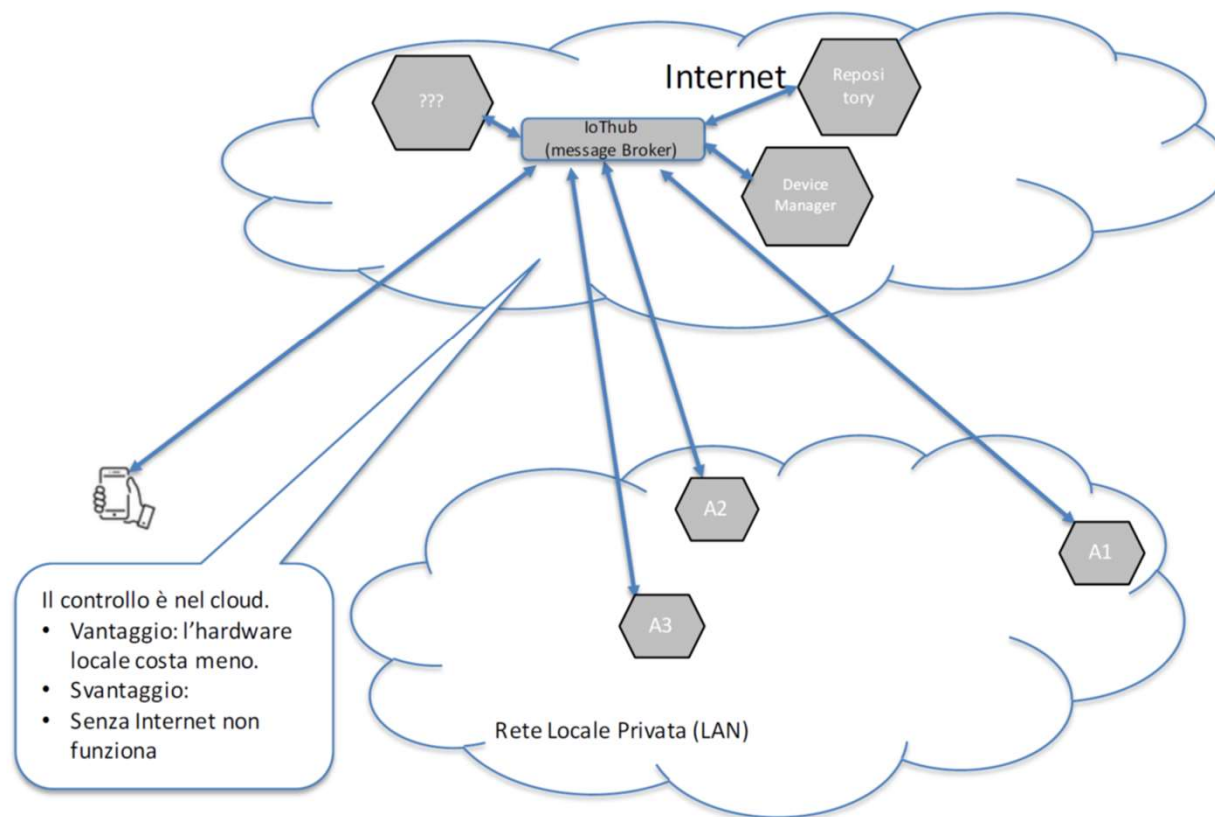 Internet
???
Reposi
tory
IoThub
(message Broker)
Device
Manager
A2
A1
A3
Il controllo è nel cloud.
• Vantaggio: l'hardware
locale costa meno.
• Svantaggio:
• Senza Internet non
funziona
Rete Locale Privata (LAN)